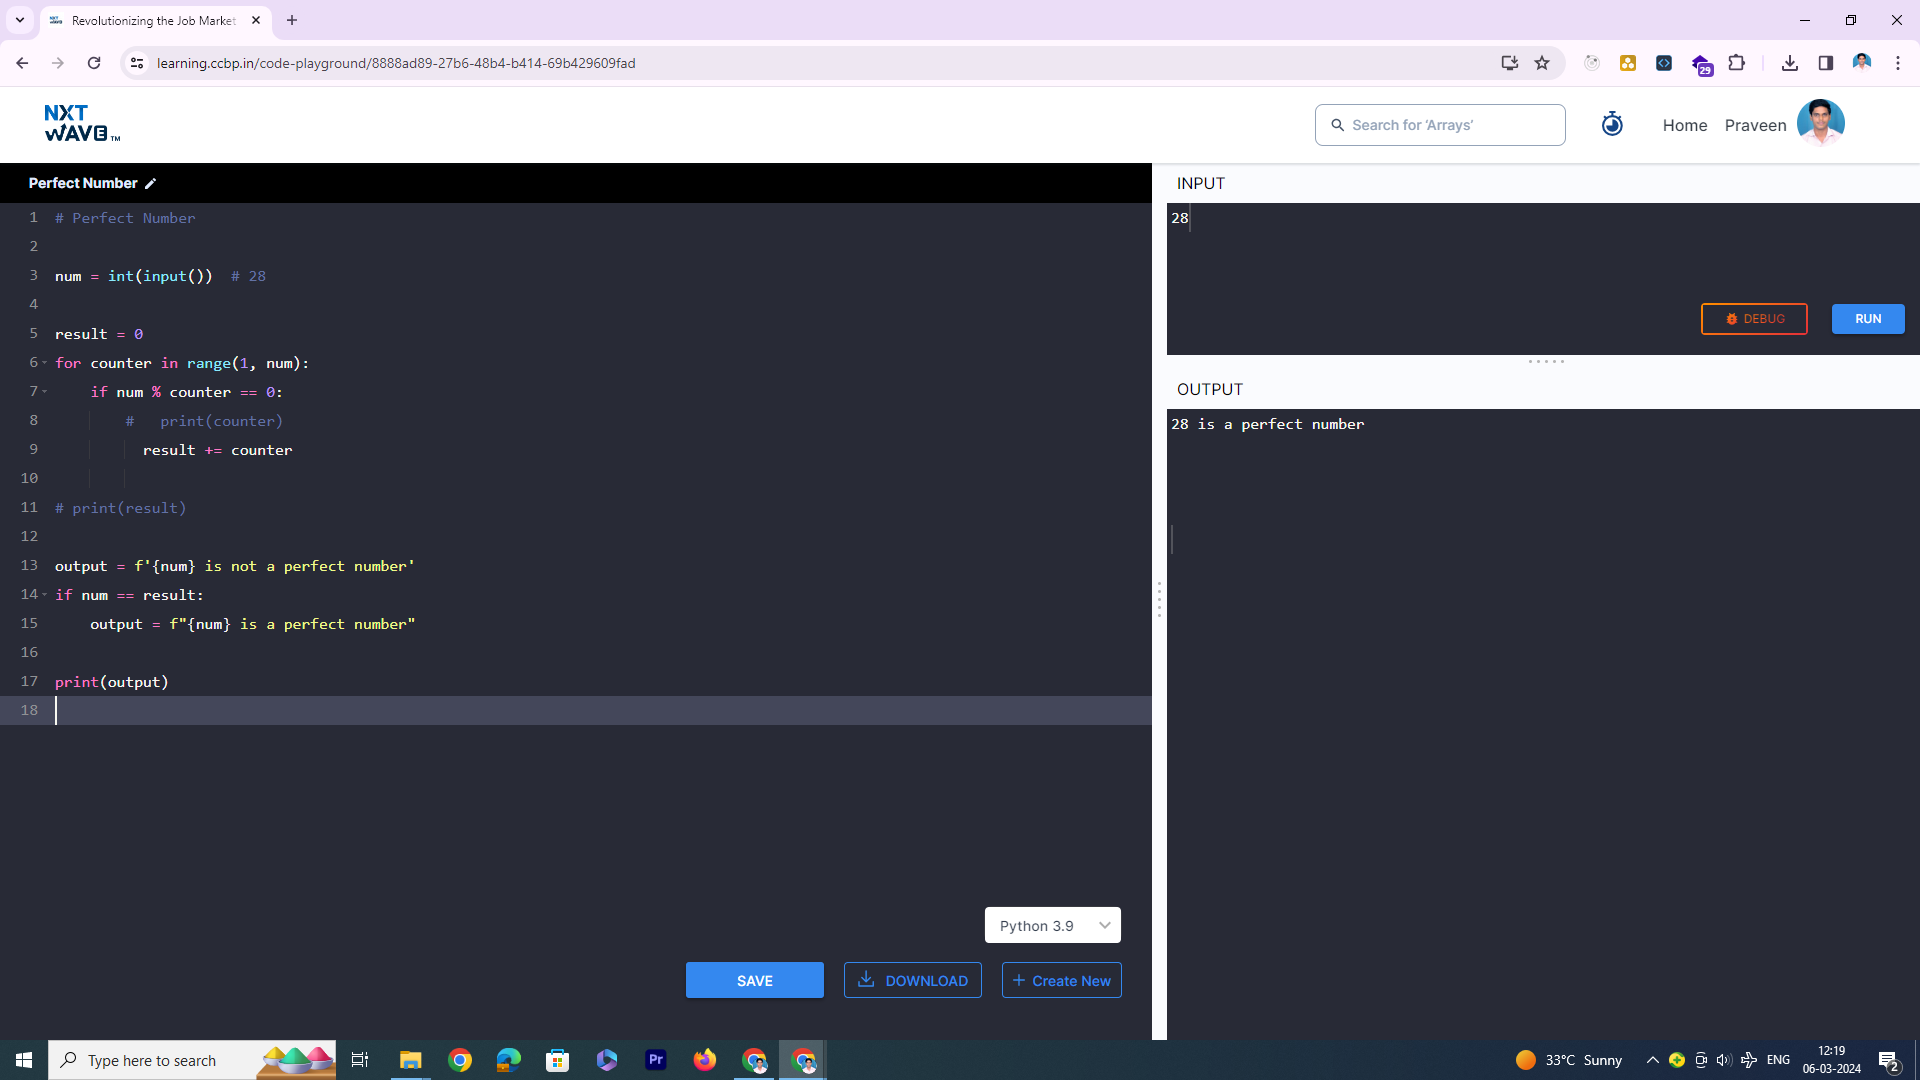 NXT WAVE
Revolutionizing the Job Market
learning.ccbp.in/code-playground/8888ad89-27b6-48b4-b414-69b429609fad
29
NXT
WAVE TM
Search for 'Arrays'
Home
Praveen
Perfect Number
1 # Perfect Number
2
3 num = int(input())  # 28
4
5 result = 0
6 for counter in range(1, num):
7     if num % counter == 0:
8         #   print(counter)
9           result += counter
10
11 # print(result)
12
13 output = f'{num} is not a perfect number'
14 if num == result:
15     output = f"{num} is a perfect number"
16
17 print(output)
18
Python 3.9
SAVE
DOWNLOAD
+ Create New
INPUT
28
DEBUG
RUN
OUTPUT
28 is a perfect number
Type here to search
Pr
33°C Sunny
ENG
12:19
06-03-2024
2